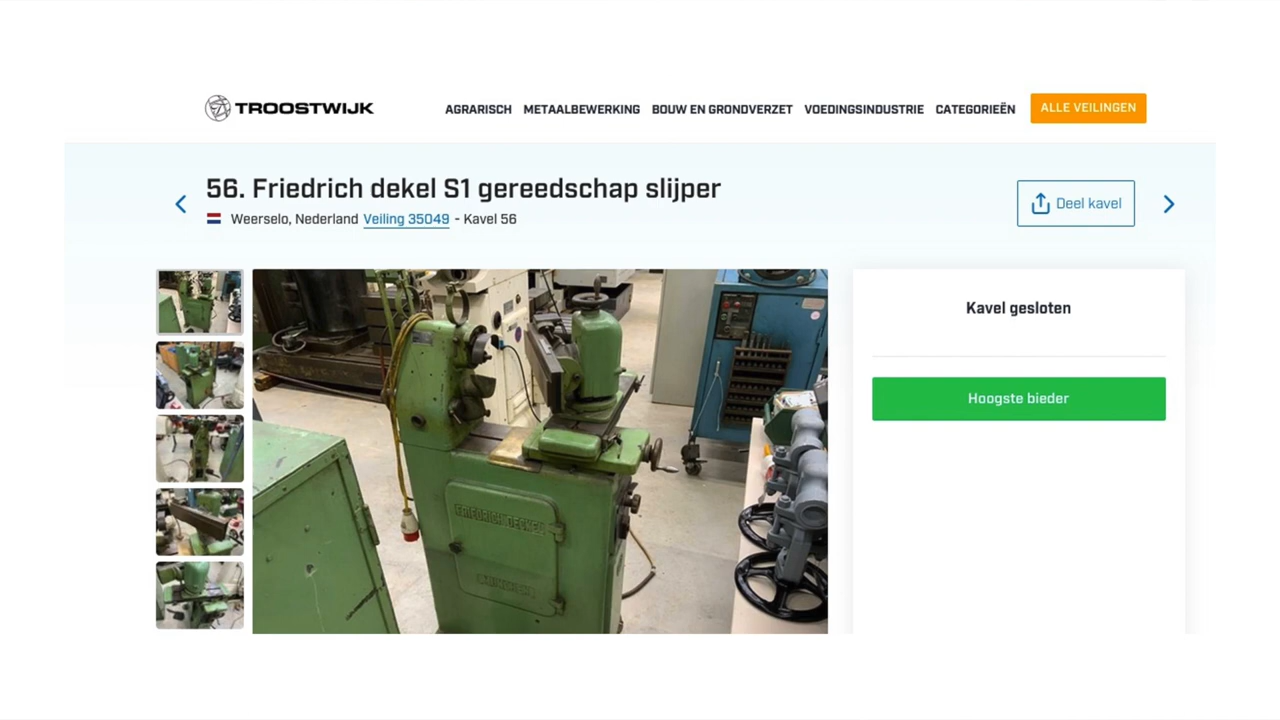 TROOSTWIJK
AGRARISCH METAALBEWERKING BOUW EN GRONDVERZET VOEDINGSINDUSTRIE CATEGORIEËN ALLE VEILINGEN
56. Friedrich dekel S1 gereedschap slijper
Weerselo, Nederland Veiling 35049 - Kavel 56
Deel kavel
Kavel gesloten
Hoogste bieder
FRIEDRICH DECKEL
MÜNCHEN